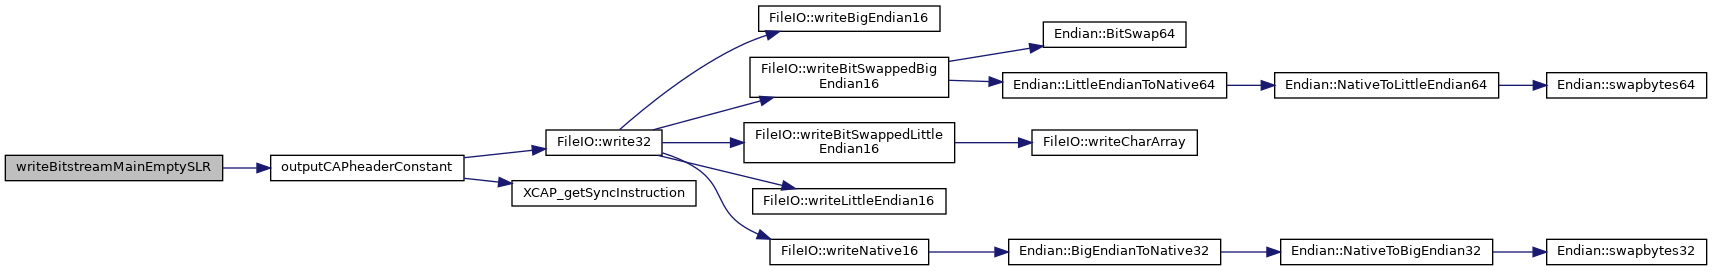 writeBitstreamMainEmptySLR
outputCAPheaderConstant
FileIO::write32
XCAP_getSyncInstruction
FileIO::writeBigEndian16
FileIO::writeBitSwappedBig
Endian16
Endian::BitSwap64
Endian::LittleEndianToNative64
Endian::NativeToLittleEndian64
Endian::swapbytes64
FileIO::writeBitSwappedLittle
Endian16
FileIO::writeCharArray
FileIO::writeLittleEndian16
FileIO::writeNative16
Endian::BigEndianToNative32
Endian::NativeToBigEndian32
Endian::swapbytes32